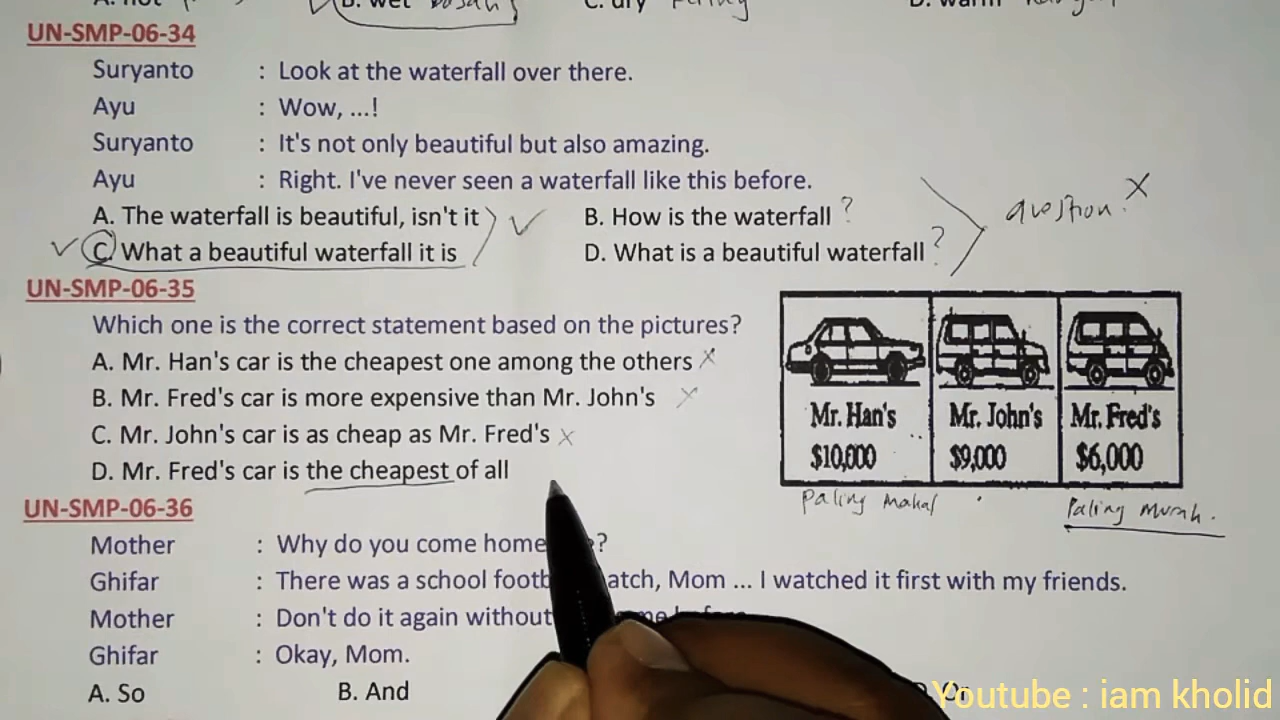 B. wet
UN-SMP-06-34
Suryanto : Look at the waterfall over there.
Ayu : Wow, ...!
Suryanto : It's not only beautiful but also amazing.
Ayu : Right. I've never seen a waterfall like this before.
A. The waterfall is beautiful, isn't it B. How is the waterfall ?
C. What a beautiful waterfall it is D. What is a beautiful waterfall ?
question. X
UN-SMP-06-35
Which one is the correct statement based on the pictures?
A. Mr. Han's car is the cheapest one among the others x
B. Mr. Fred's car is more expensive than Mr. John's x
C. Mr. John's car is as cheap as Mr. Fred's x
D. Mr. Fred's car is the cheapest of all
Mr. Han's Mr. John's Mr. Fred's
$10,000 $9,000 $6,000
Paling mahal Paling murah.
UN-SMP-06-36
Mother : Why do you come home ?
Ghifar : There was a school Mom ... I watched it first with my friends.
Mother : Don't do it again without
Ghifar : Okay, Mom.
A. So B. And
Youtube : iam kholid